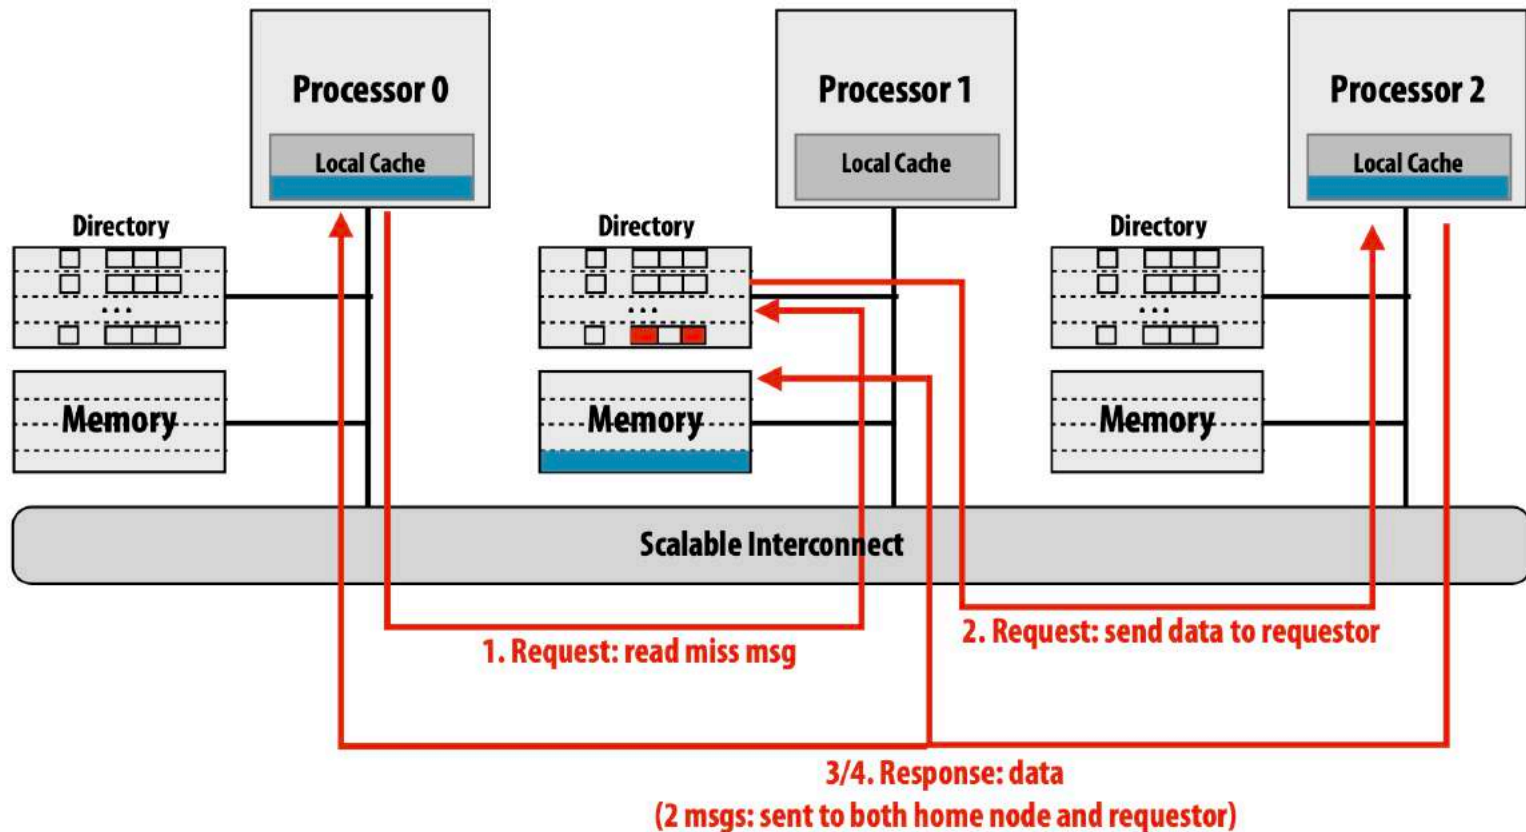 Processor 0
Processor 1
Processor 2
Local Cache
Local Cache
Local Cache
Directory
Directory
Directory
...
...
...
Memory
Memory
Memory
Scalable Interconnect
1. Request: read miss msg
2. Request: send data to requestor
3/4. Response: data
(2 msgs: sent to both home node and requestor)